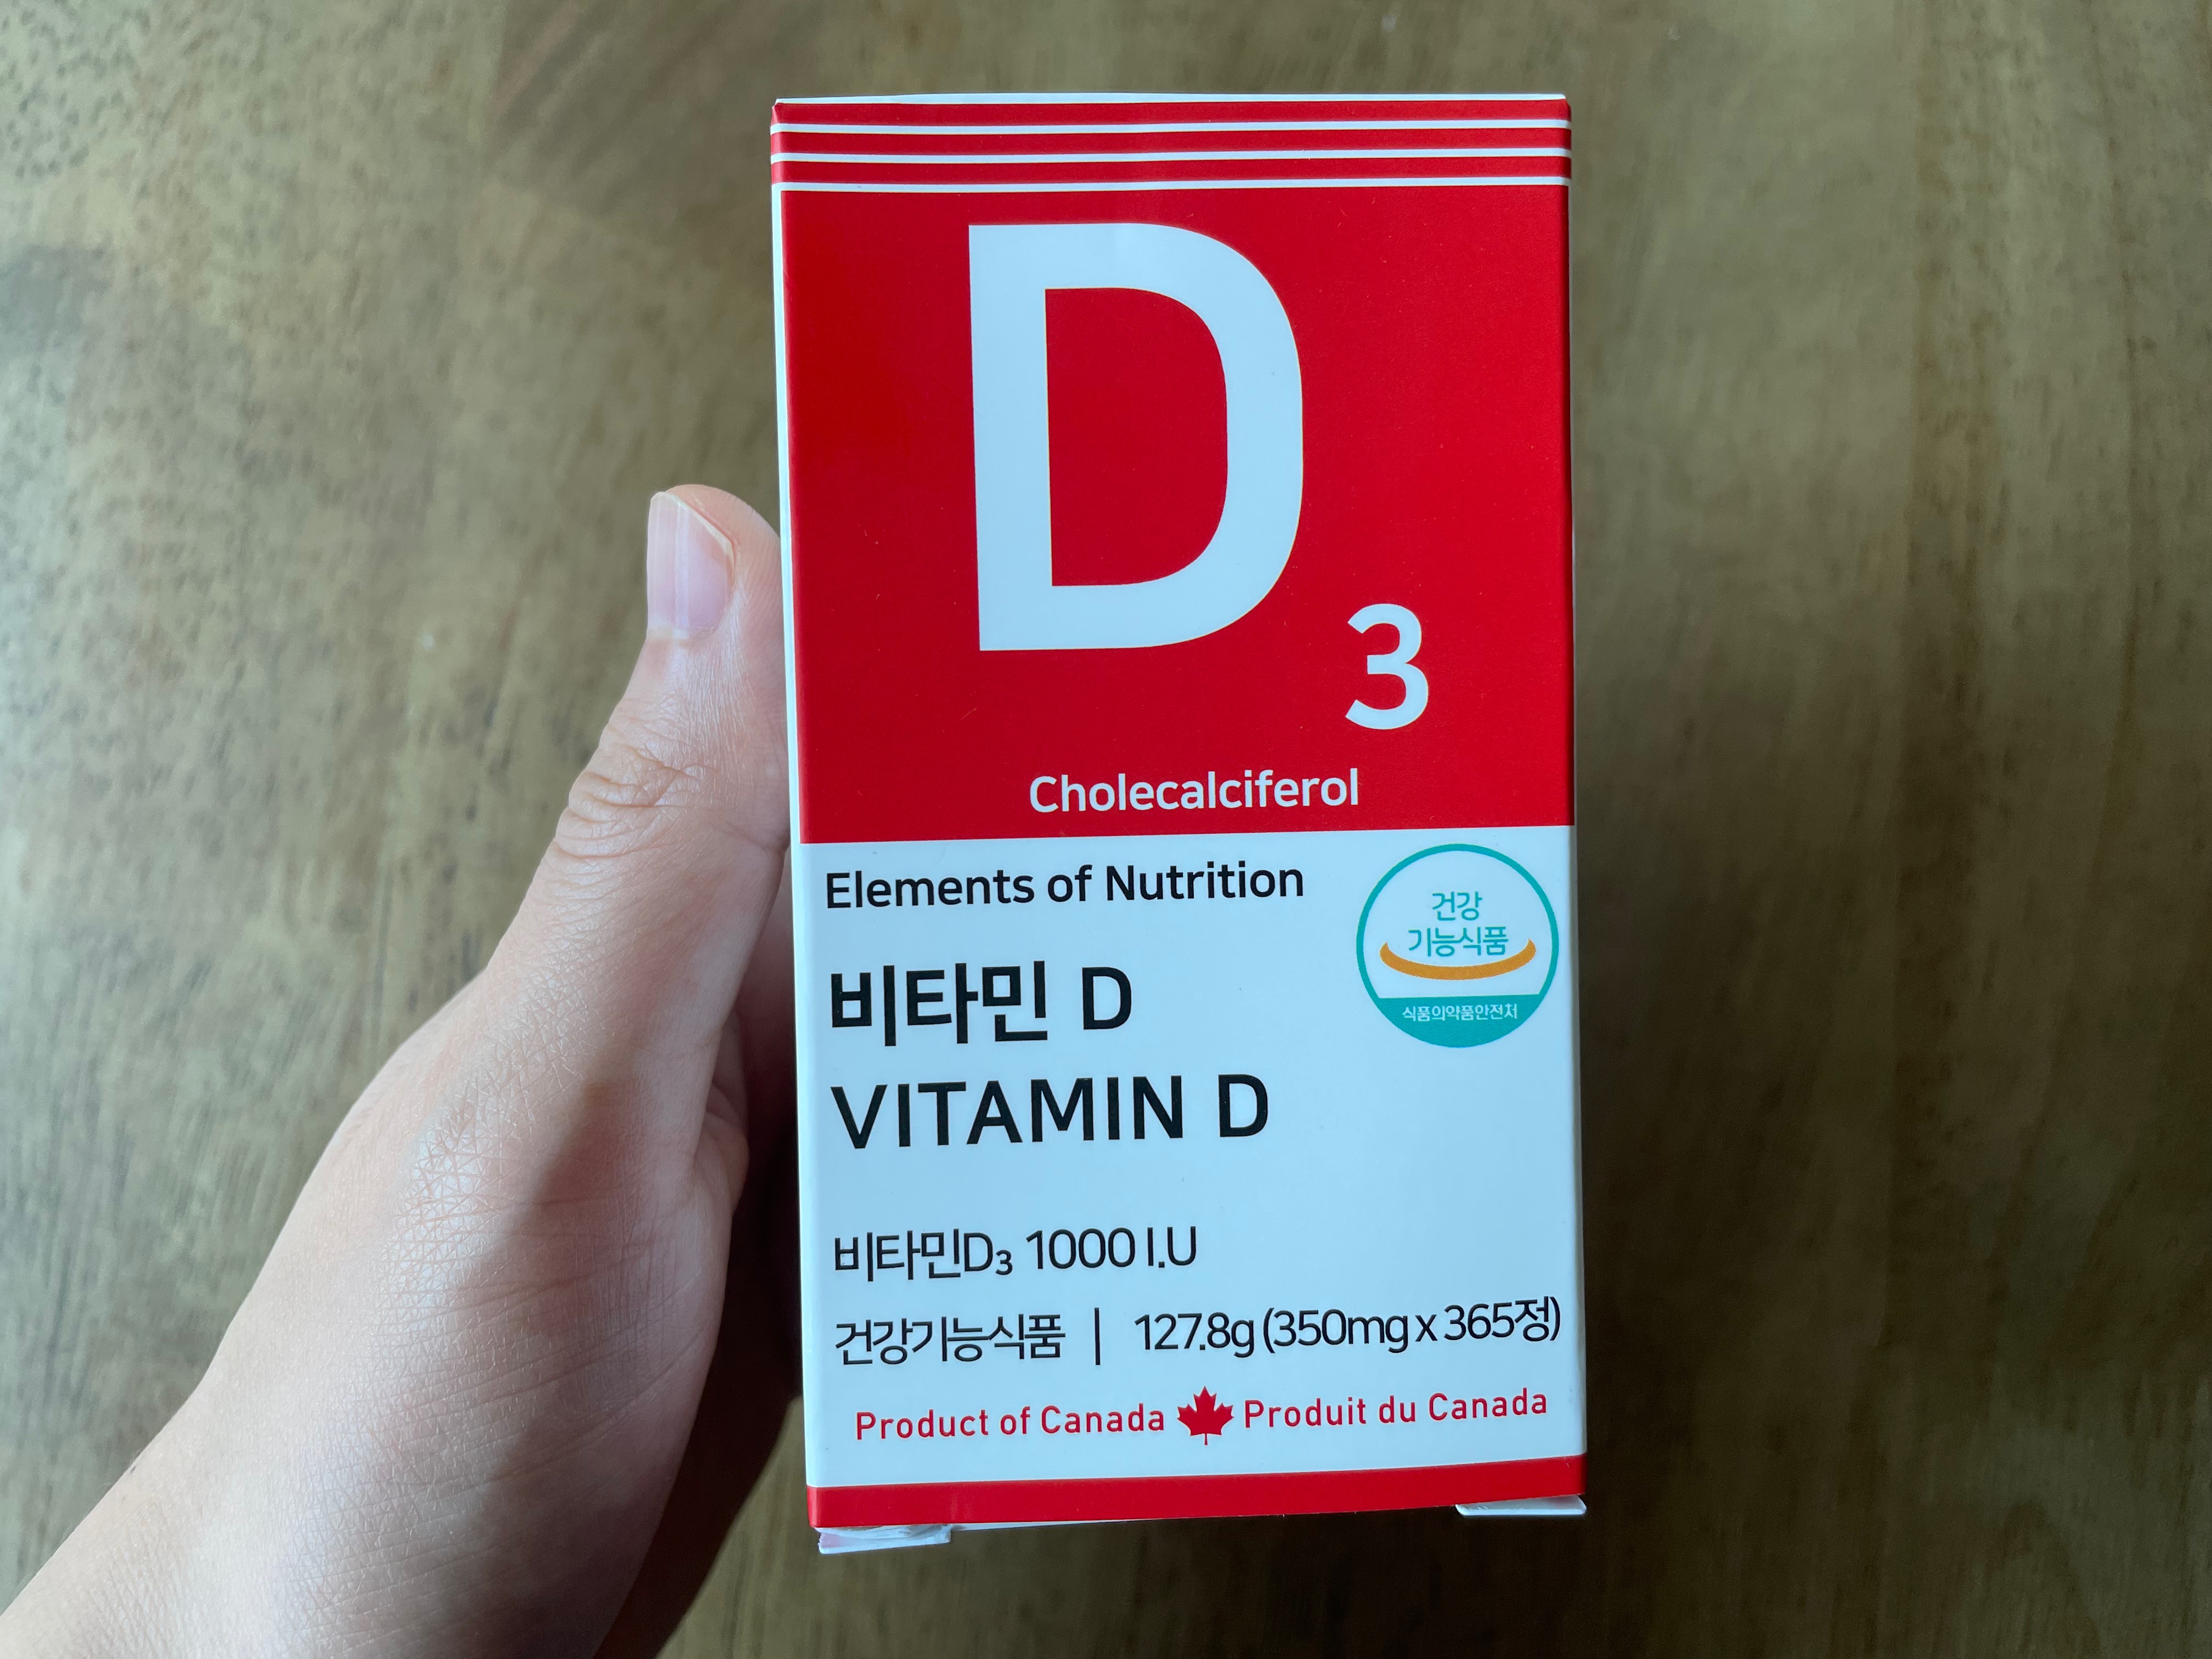 D3
Cholecalciferol
Elements of Nutrition
건강
기능식품
식품의약품안전처
비타민 D
VITAMIN D
비타민D₃ 1000 I.U
건강기능식품 | 127.8g (350mg x 365정)
Product of Canada Produit du Canada